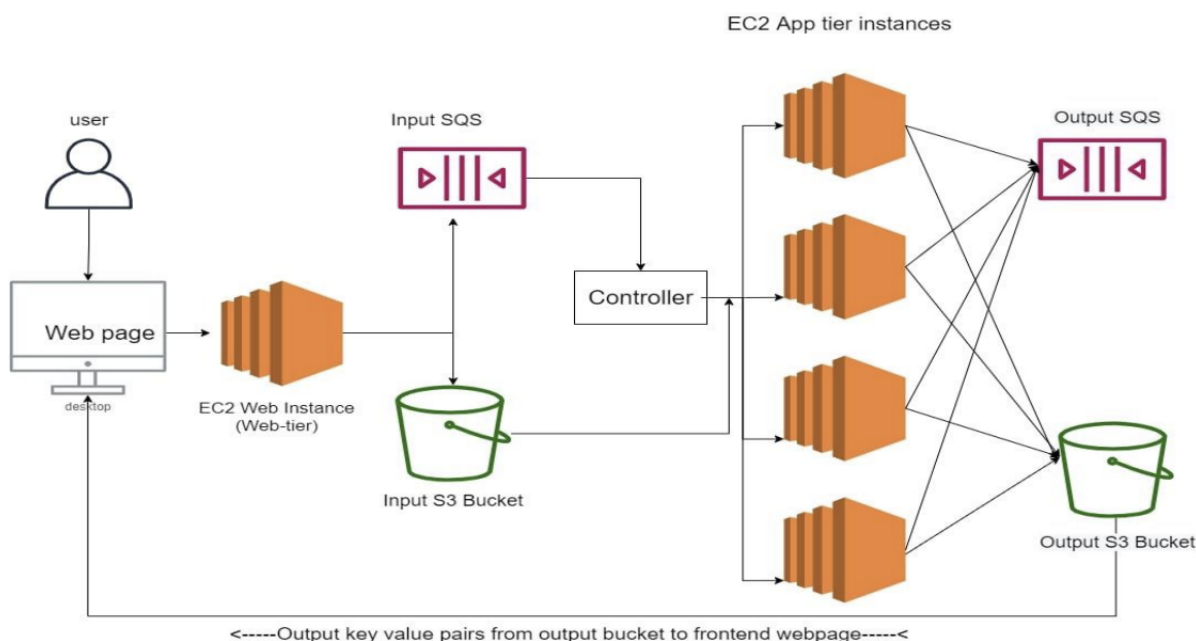 EC2 App tier instances
user
Input SQS
Output SQS
Controller
Web page
desktop
EC2 Web Instance
(Web-tier)
Input S3 Bucket
Output S3 Bucket
<-----Output key value pairs from output bucket to frontend webpage-----<